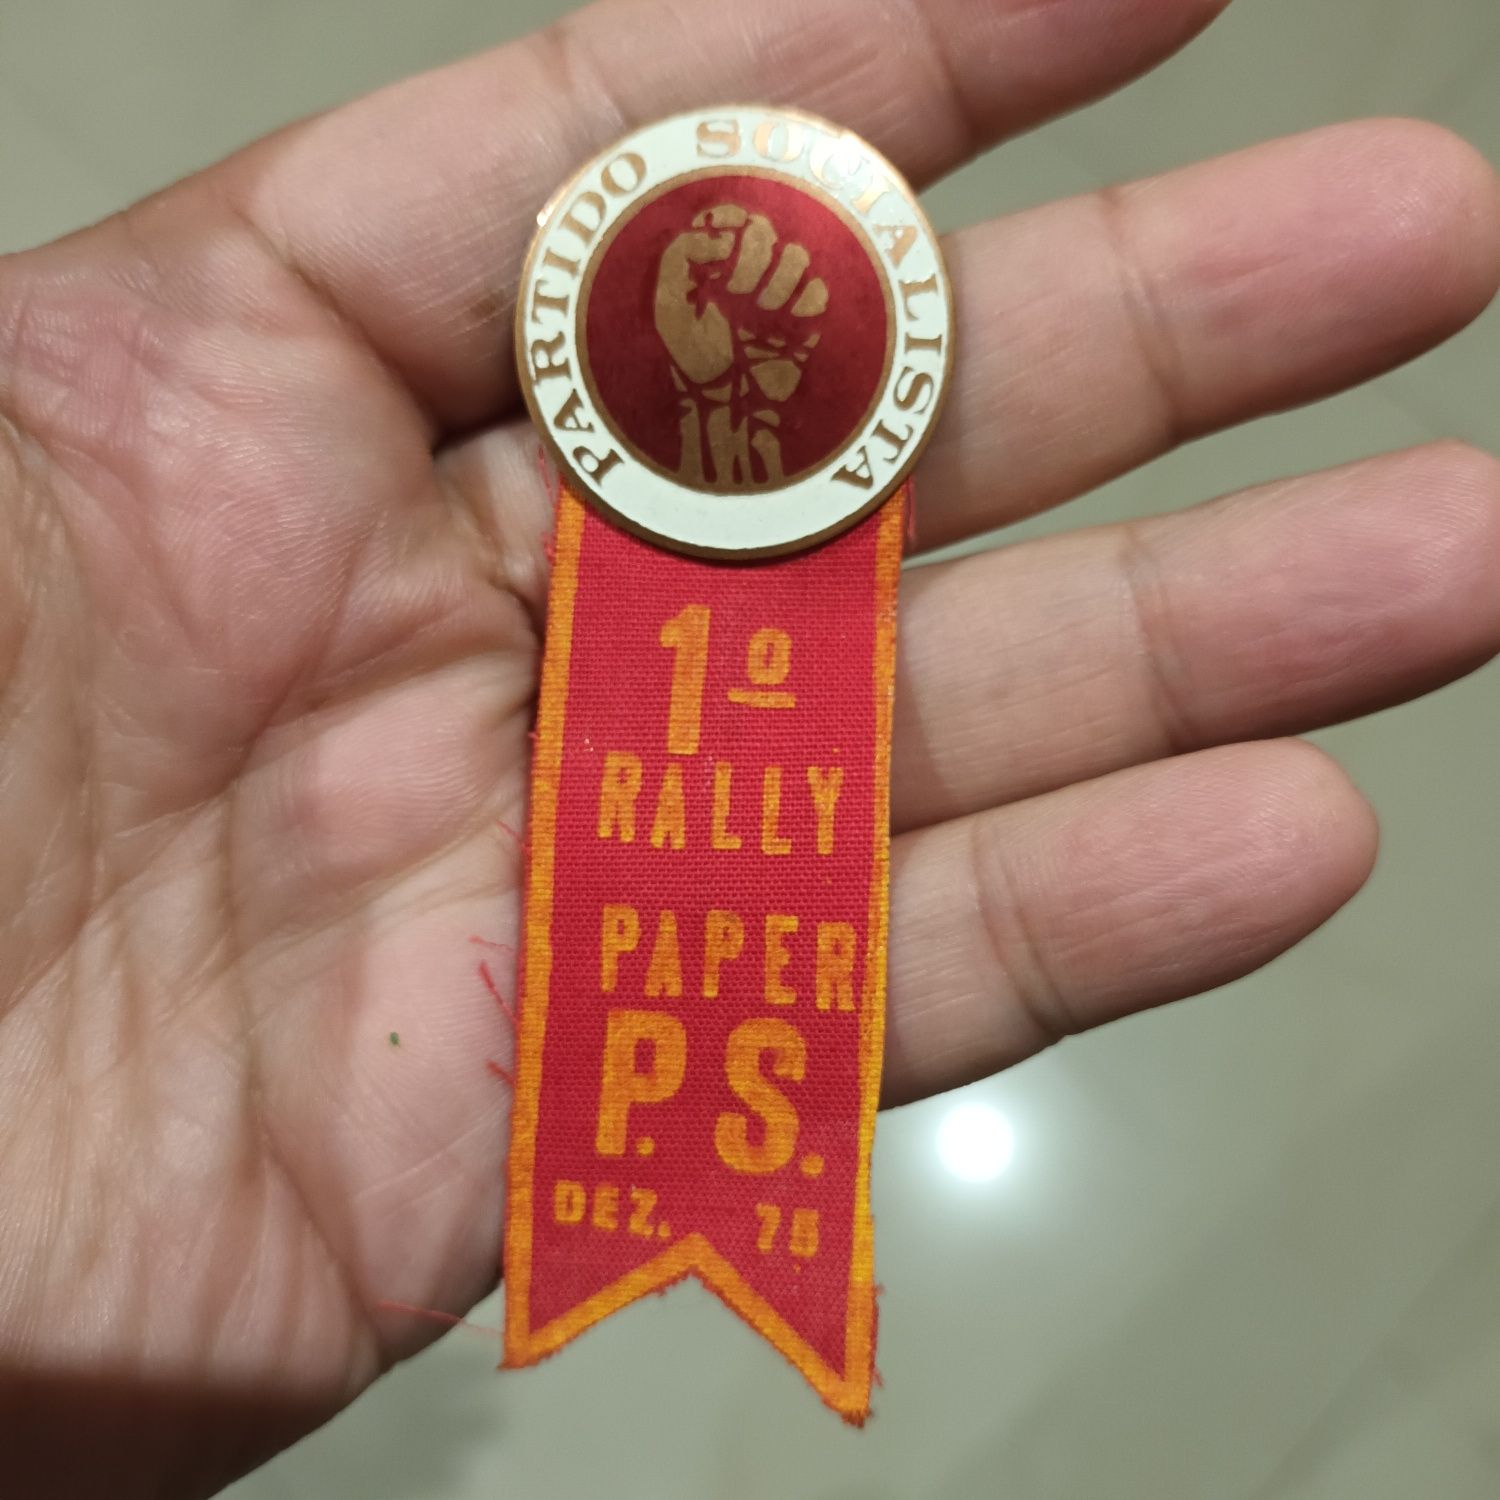 PARTIDO SOCIALISTA
1º
RALLY
PAPER
P.S.
DEZ. 75